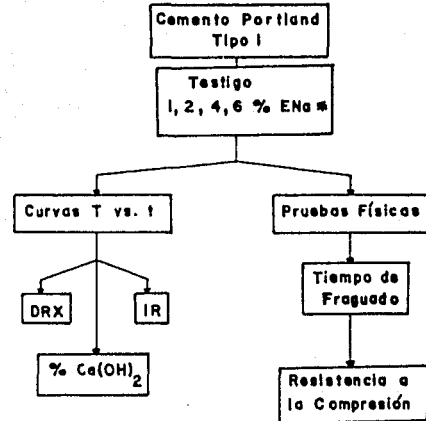 Cemento Portland
Tipo I
Testigo
1, 2, 4, 6 % ENa *
Curvas T vs. t
Pruebas Físicas
DRX
IR
% Ca(OH)2
Tiempo de
Fraguado
Resistencia a
la Compresión